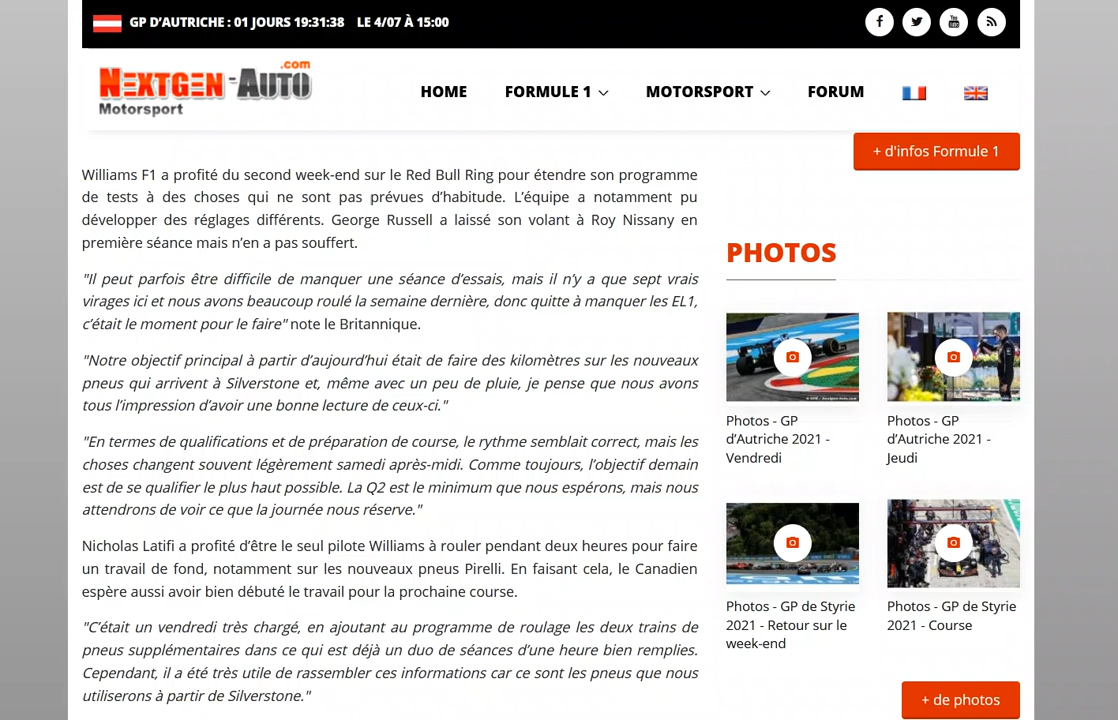 GP D’AUTRICHE : 01 JOURS 19:31:38 LE 4/07 À 15:00
NEXTGEN-AUTO.com
Motorsport
HOME FORMULE 1 MOTORSPORT FORUM
+ d'infos Formule 1
Williams F1 a profité du second week-end sur le Red Bull Ring pour étendre son programme
de tests à des choses qui ne sont pas prévues d’habitude. L’équipe a notamment pu
développer des réglages différents. George Russell a laissé son volant à Roy Nissany en
première séance mais n’en a pas souffert.
"Il peut parfois être difficile de manquer une séance d’essais, mais il n’y a que sept vrais
virages ici et nous avons beaucoup roulé la semaine dernière, donc quitte à manquer les EL1,
c’était le moment pour le faire" note le Britannique.
"Notre objectif principal à partir d’aujourd’hui était de faire des kilomètres sur les nouveaux
pneus qui arrivent à Silverstone et, même avec un peu de pluie, je pense que nous avons
tous l’impression d’avoir une bonne lecture de ceux-ci."
"En termes de qualifications et de préparation de course, le rythme semblait correct, mais les
choses changent souvent légèrement samedi après-midi. Comme toujours, l’objectif demain
est de se qualifier le plus haut possible. La Q2 est le minimum que nous espérons, mais nous
attendrons de voir ce que la journée nous réserve."
Nicholas Latifi a profité d’être le seul pilote Williams à rouler pendant deux heures pour faire
un travail de fond, notamment sur les nouveaux pneus Pirelli. En faisant cela, le Canadien
espère aussi avoir bien débuté le travail pour la prochaine course.
"C’était un vendredi très chargé, en ajoutant au programme de roulage les deux trains de
pneus supplémentaires dans ce qui est déjà un duo de séances d’une heure bien remplies.
Cependant, il a été très utile de rassembler ces informations car ce sont les pneus que nous
utiliserons à partir de Silverstone."
PHOTOS
Photos - GP
d’Autriche 2021 -
Vendredi
Photos - GP
d’Autriche 2021 -
Jeudi
Photos - GP de Styrie
2021 - Retour sur le
week-end
Photos - GP de Styrie
2021 - Course
+ de photos